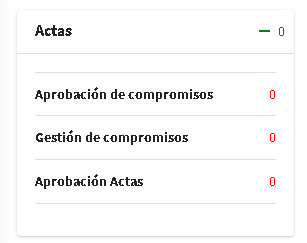 Actas 0
Aprobación de compromisos 0
Gestión de compromisos 0
Aprobación Actas 0